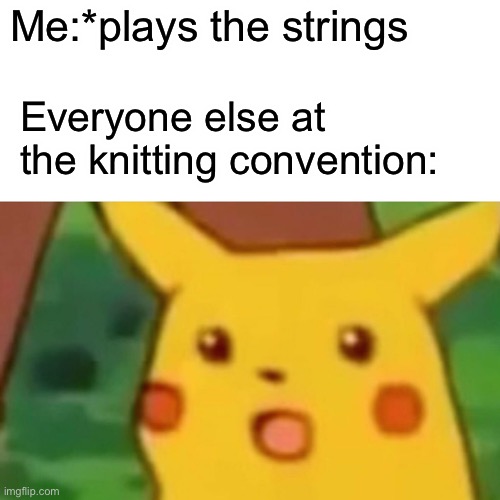 Me:*plays the strings
Everyone else at
the knitting convention:
imgflip.com